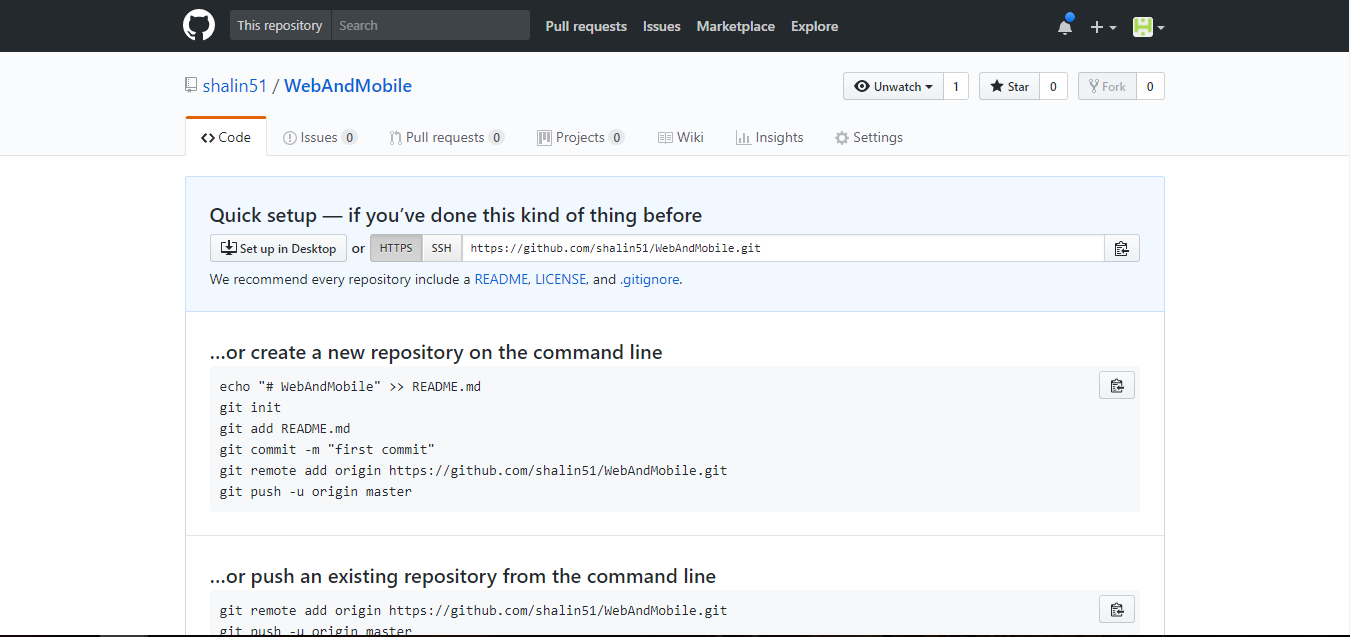 This repository Search Pull requests Issues Marketplace Explore
shalin51 / WebAndMobile Unwatch 1 Star 0 Fork 0
Code Issues 0 Pull requests 0 Projects 0 Wiki Insights Settings
Quick setup — if you’ve done this kind of thing before
Set up in Desktop or HTTPS SSH https://github.com/shalin51/WebAndMobile.git
We recommend every repository include a README, LICENSE, and .gitignore.
…or create a new repository on the command line
echo "# WebAndMobile" >> README.md
git init
git add README.md
git commit -m "first commit"
git remote add origin https://github.com/shalin51/WebAndMobile.git
git push -u origin master
…or push an existing repository from the command line
git remote add origin https://github.com/shalin51/WebAndMobile.git
git push -u origin master